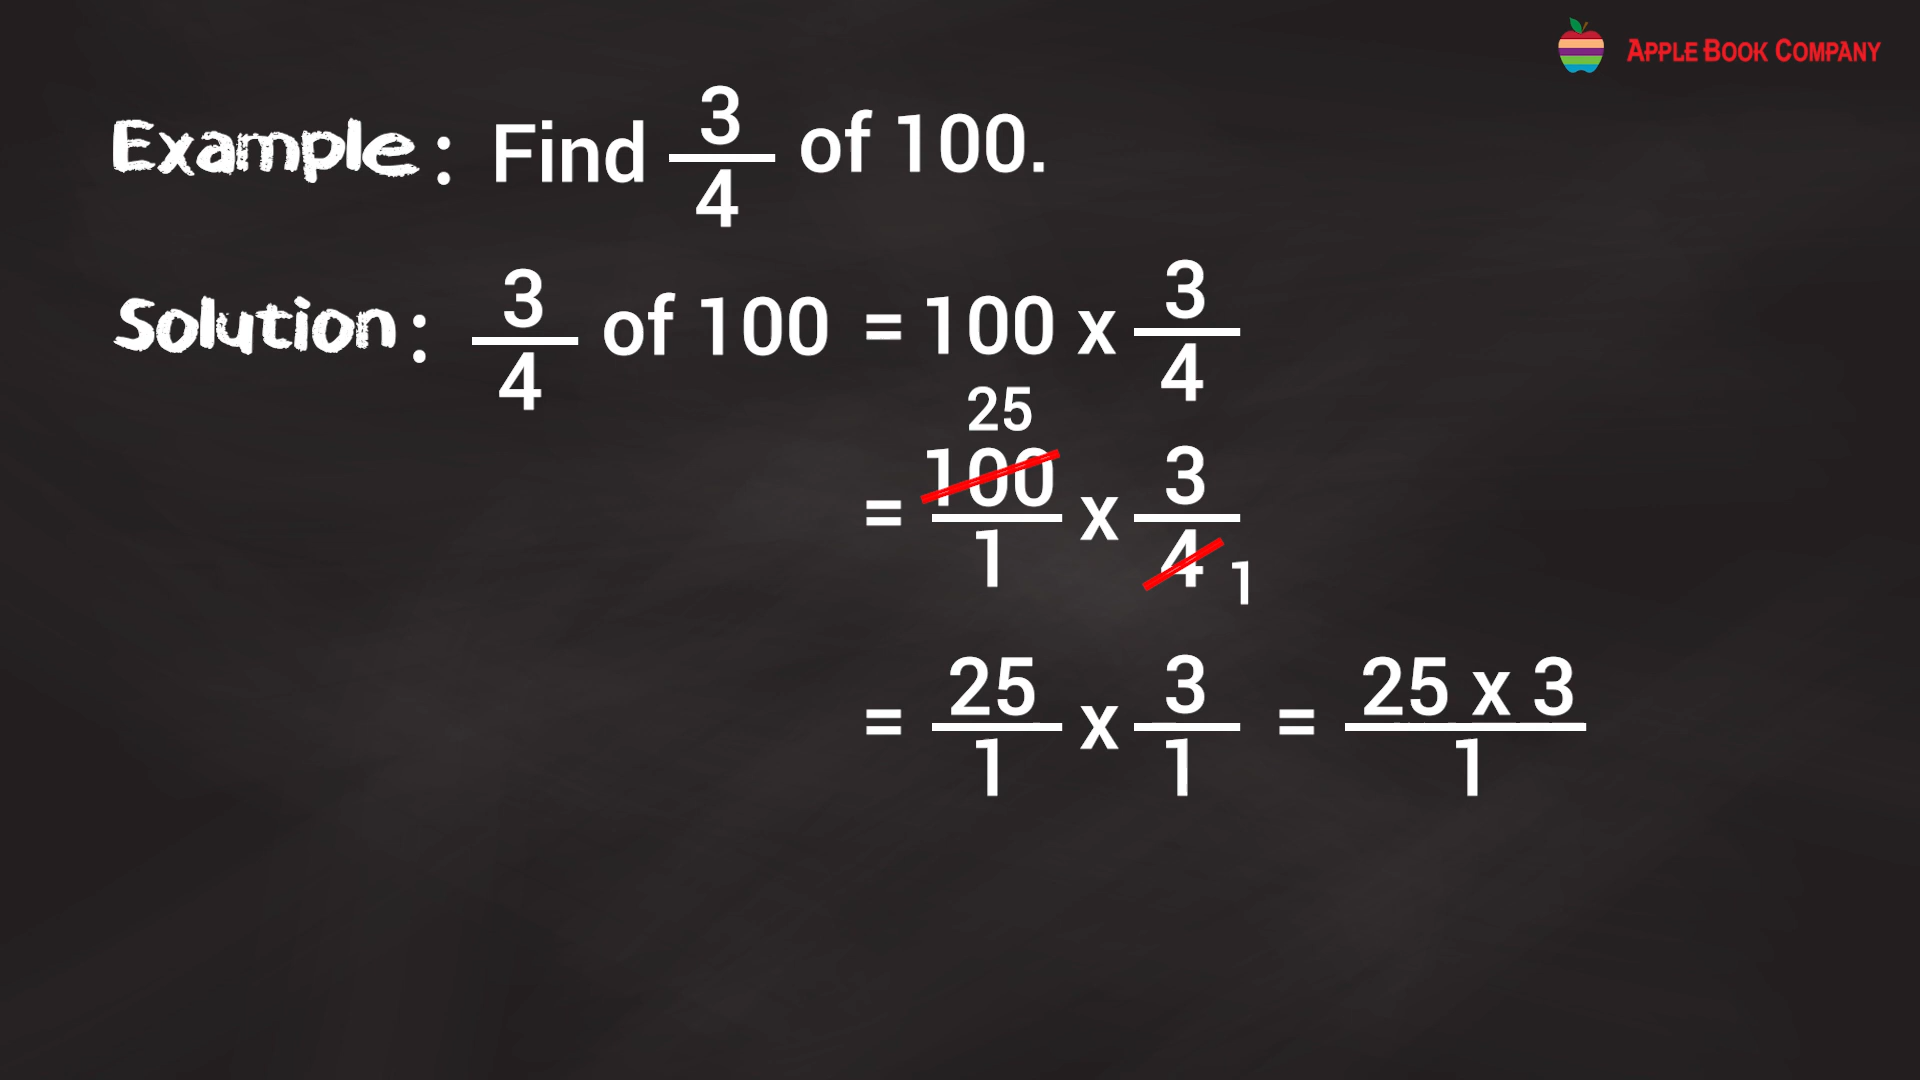 APPLE BOOK COMPANY
Example : Find 3/4 of 100.
Solution : 3/4 of 100 = 100 x 3/4
25
= 100/1 x 3/4 1
= 25/1 x 3/1 = 25 x 3/1